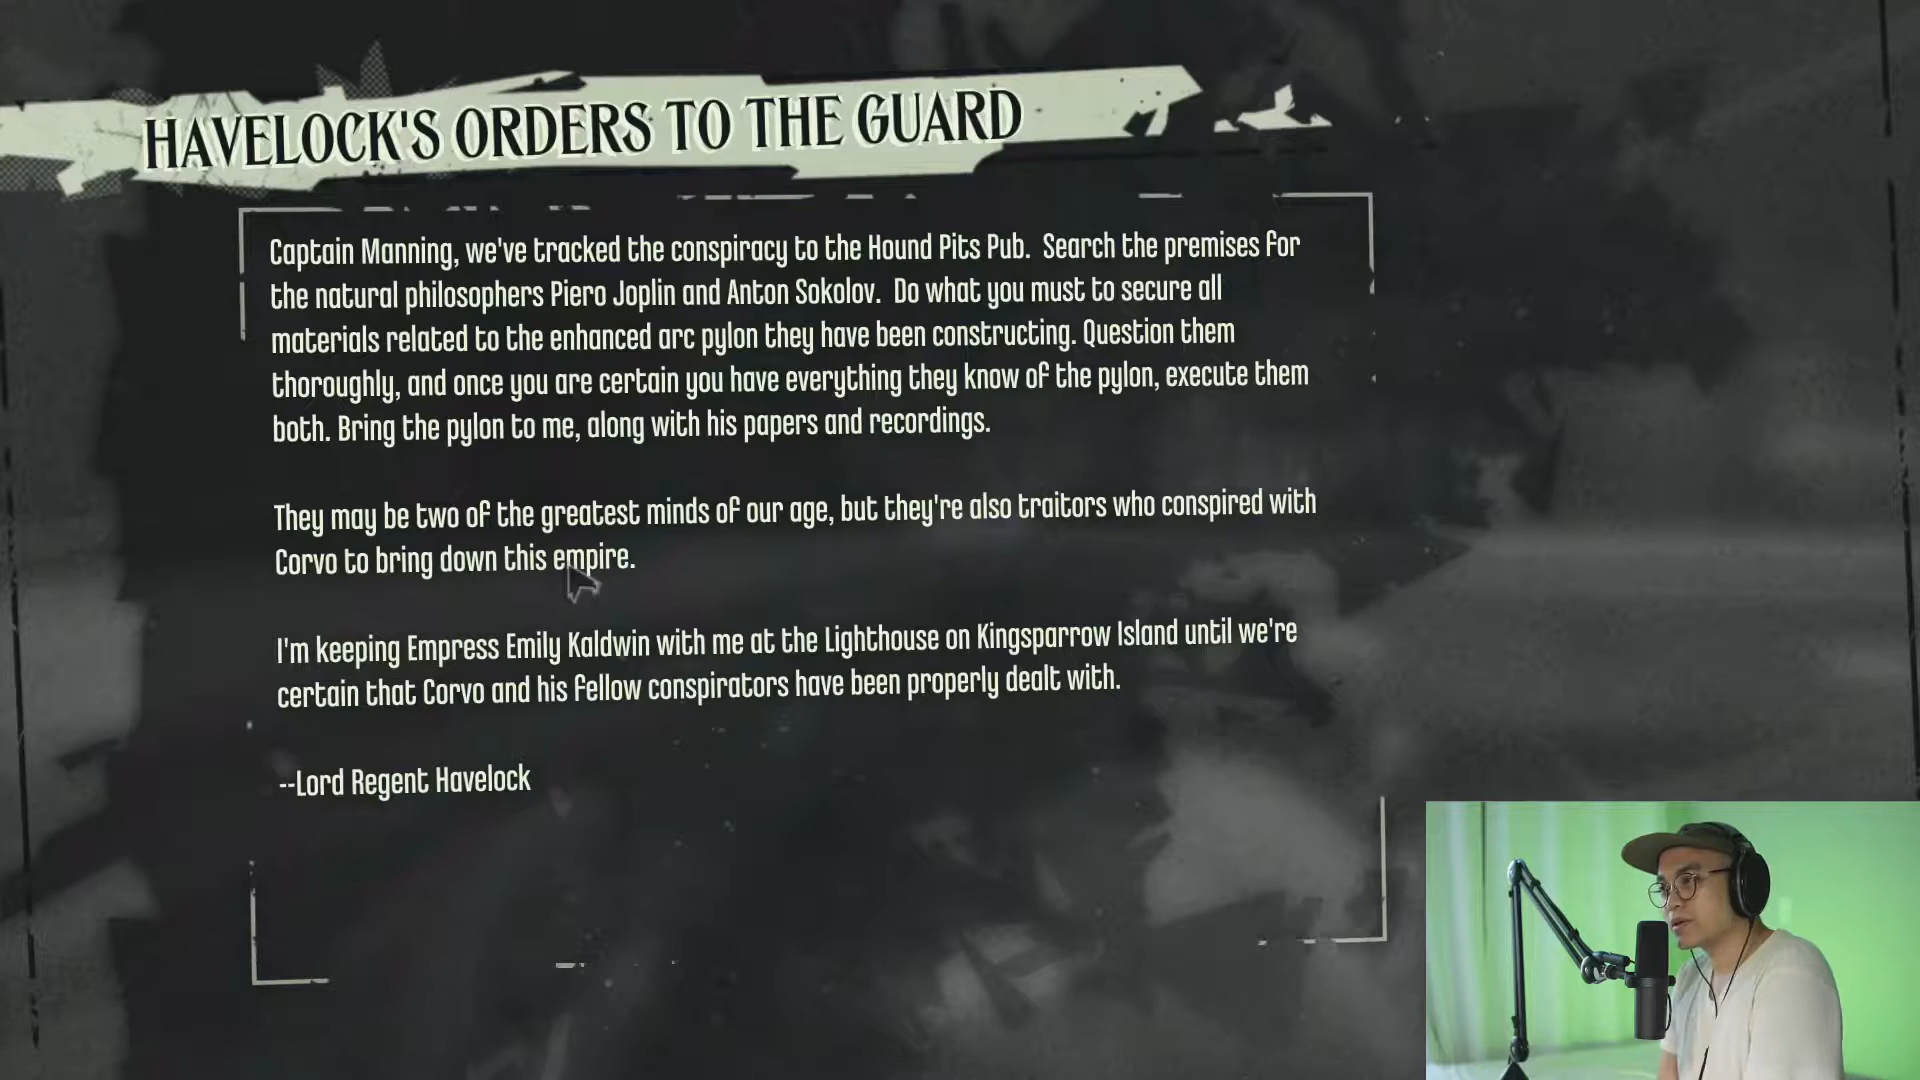 HAVELOCK'S ORDERS TO THE GUARD
Captain Manning, we've tracked the conspiracy to the Hound Pits Pub.  Search the premises for
the natural philosophers Piero Joplin and Anton Sokolov.  Do what you must to secure all
materials related to the enhanced arc pylon they have been constructing. Question them
thoroughly, and once you are certain you have everything they know of the pylon, execute them
both. Bring the pylon to me, along with his papers and recordings.
They may be two of the greatest minds of our age, but they're also traitors who conspired with
Corvo to bring down this empire.
I'm keeping Empress Emily Kaldwin with me at the Lighthouse on Kingsparrow Island until we're
certain that Corvo and his fellow conspirators have been properly dealt with.
--Lord Regent Havelock